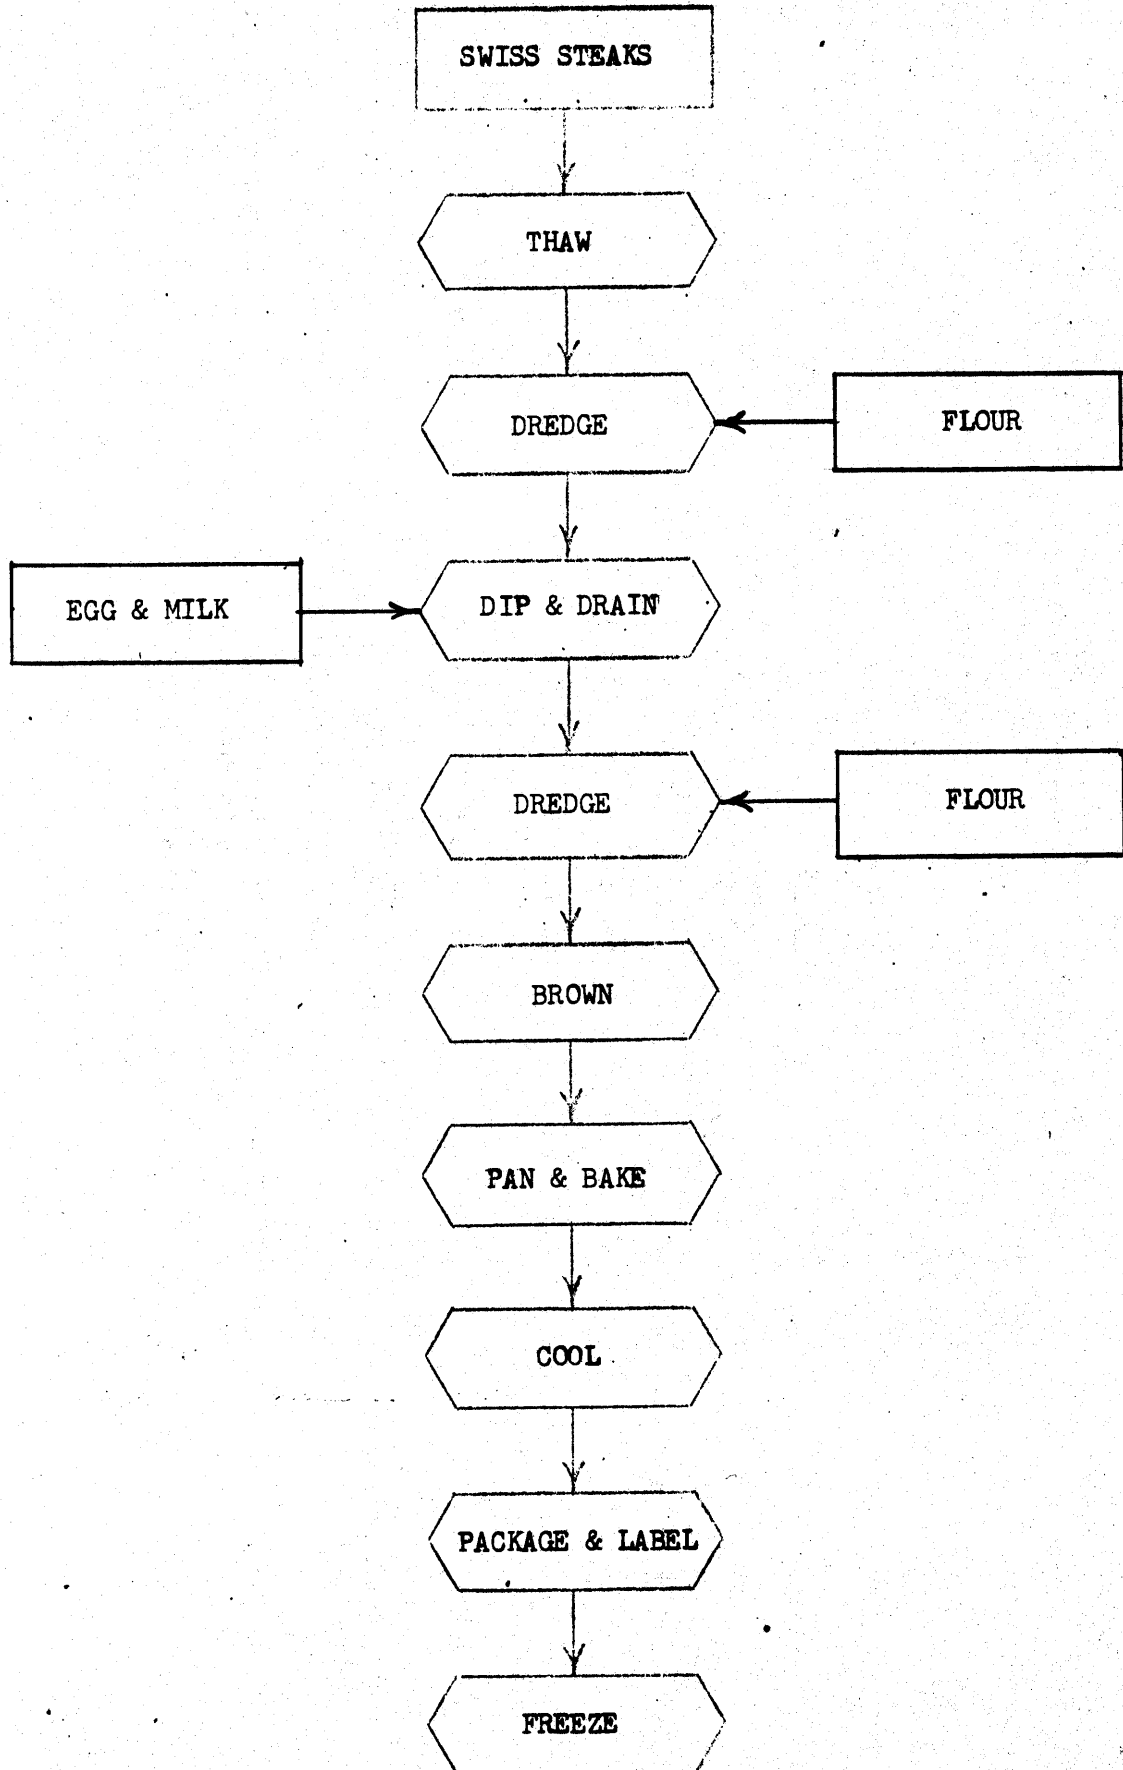 SWISS STEAKS
THAW
DREDGE
FLOUR
EGG & MILK
DIP & DRAIN
DREDGE
FLOUR
BROWN
PAN & BAKE
COOL
PACKAGE & LABEL
FREEZE